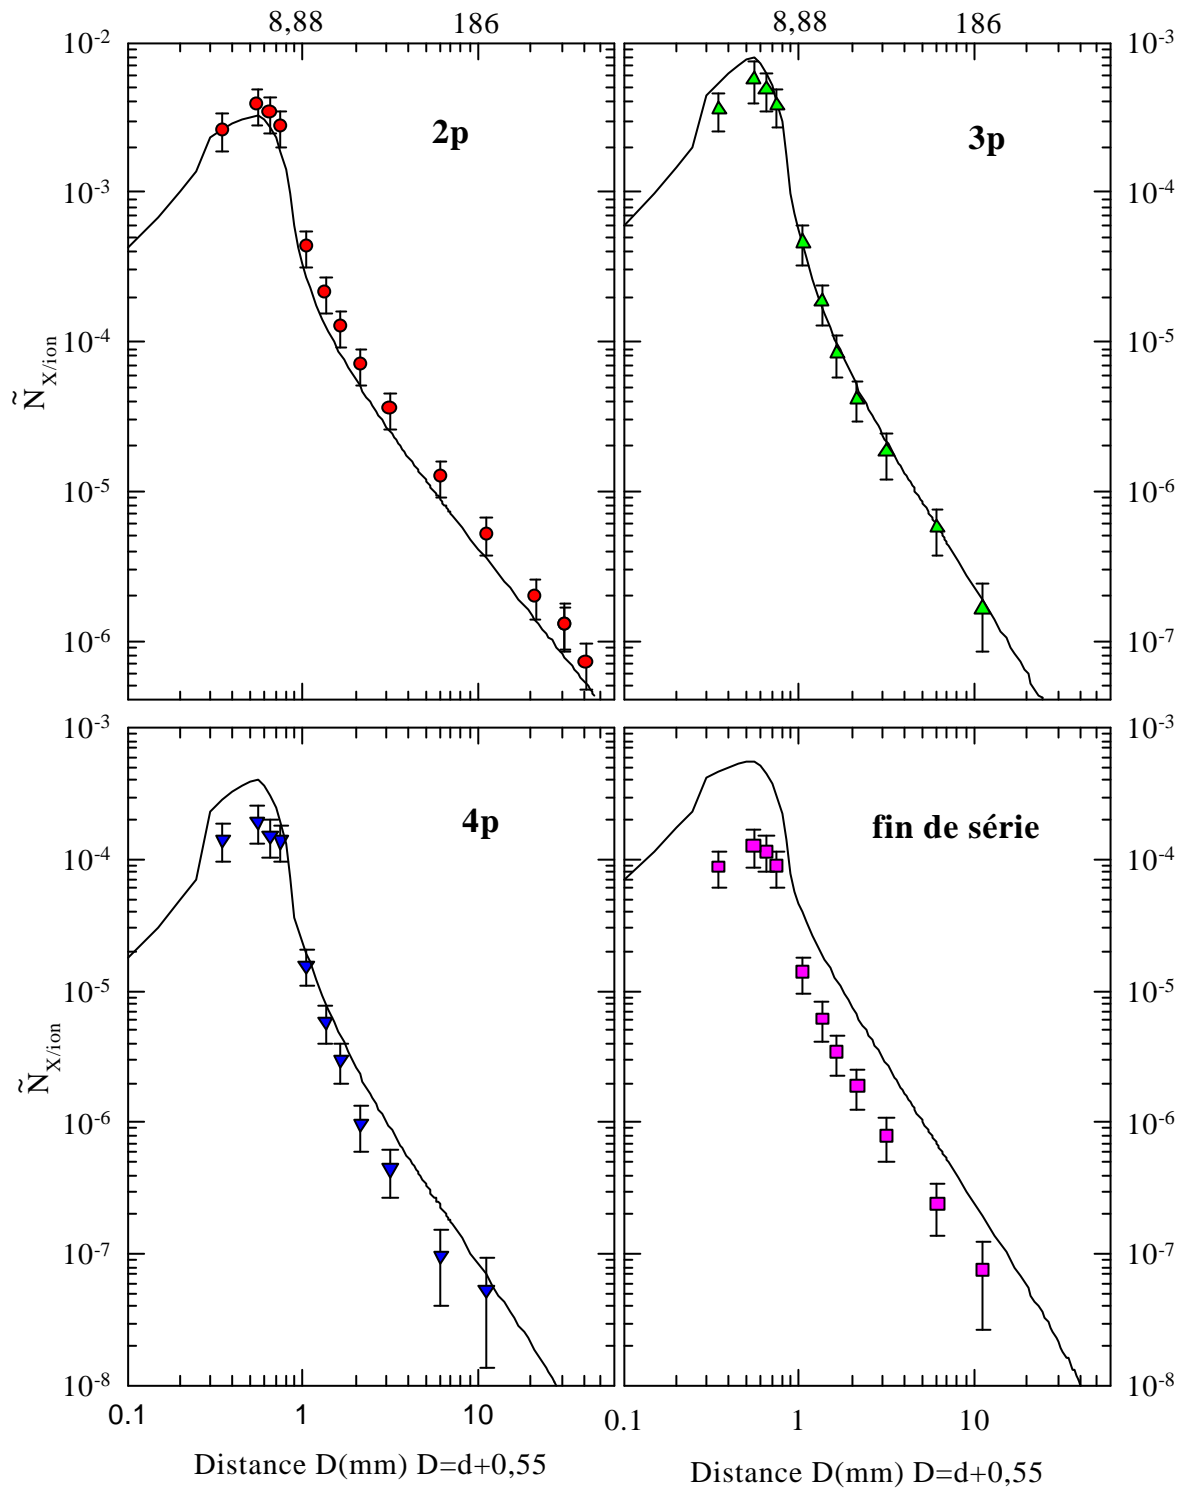 8,88 186 8,88 186
10⁻² 10⁻³
2p 3p
10⁻³ 10⁻⁴
10⁻⁴ 10⁻⁵
Ñ X/ion
10⁻⁵ 10⁻⁶
10⁻⁶ 10⁻⁷
10⁻³ 10⁻³
4p fin de série
10⁻⁴ 10⁻⁴
10⁻⁵ 10⁻⁵
Ñ X/ion
10⁻⁶ 10⁻⁶
10⁻⁷ 10⁻⁷
10⁻⁸ 10⁻⁸
0.1 1 10 0.1 1 10
Distance D(mm) D=d+0,55 Distance D(mm) D=d+0,55